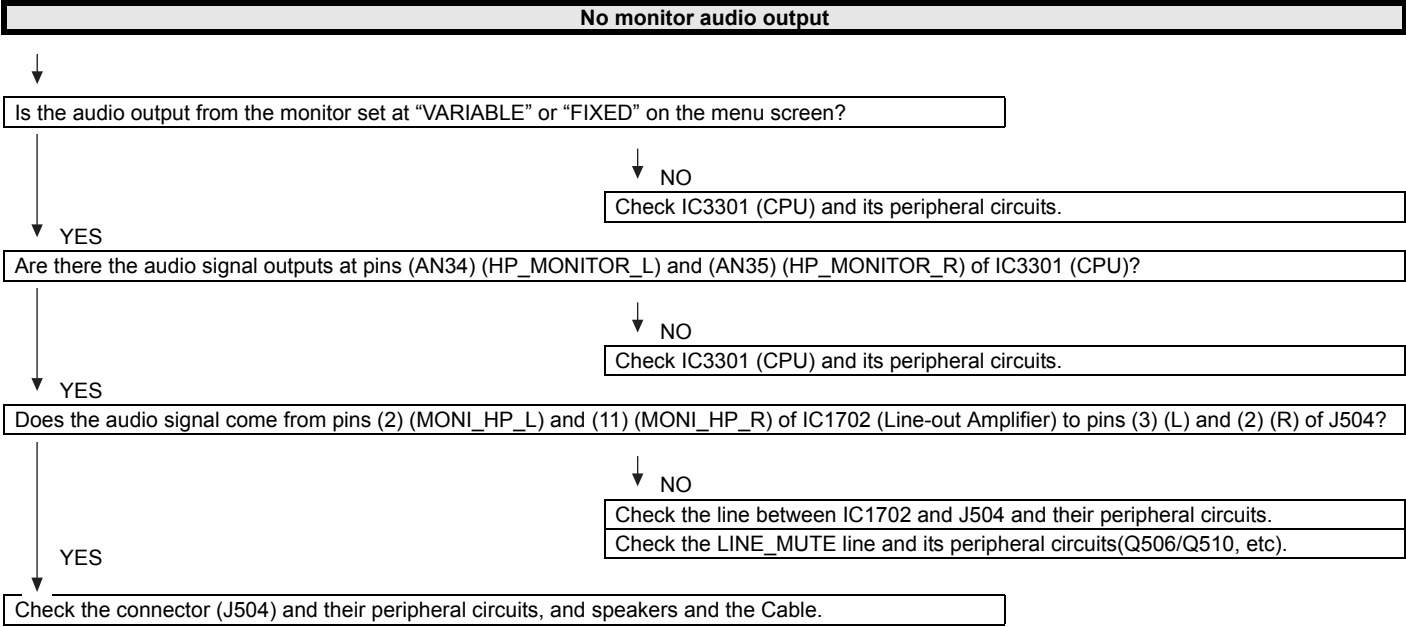 No monitor audio output
Is the audio output from the monitor set at “VARIABLE” or “FIXED” on the menu screen?
NO
Check IC3301 (CPU) and its peripheral circuits.
YES
Are there the audio signal outputs at pins (AN34) (HP_MONITOR_L) and (AN35) (HP_MONITOR_R) of IC3301 (CPU)?
NO
Check IC3301 (CPU) and its peripheral circuits.
YES
Does the audio signal come from pins (2) (MONI_HP_L) and (11) (MONI_HP_R) of IC1702 (Line-out Amplifier) to pins (3) (L) and (2) (R) of J504?
NO
Check the line between IC1702 and J504 and their peripheral circuits.
Check the LINE_MUTE line and its peripheral circuits(Q506/Q510, etc).
YES
Check the connector (J504) and their peripheral circuits, and speakers and the Cable.